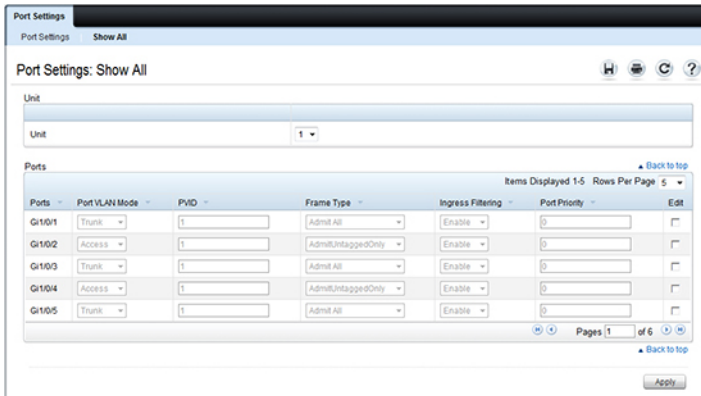 Port Settings
Port Settings Show All
Port Settings: Show All
Unit
Unit 1
Ports Back to top
Items Displayed 1-5 Rows Per Page 5
Ports Port VLAN Mode PVID Frame Type Ingress Filtering Port Priority Edit
Gi1/0/1 Trunk 1 Admit All Enable 0
Gi1/0/2 Access 1 AdmitUntaggedOnly Enable 0
Gi1/0/3 Trunk 1 Admit All Enable 0
Gi1/0/4 Access 1 AdmitUntaggedOnly Enable 0
Gi1/0/5 Trunk 1 Admit All Enable 0
Pages 1 of 6
Back to top
Apply